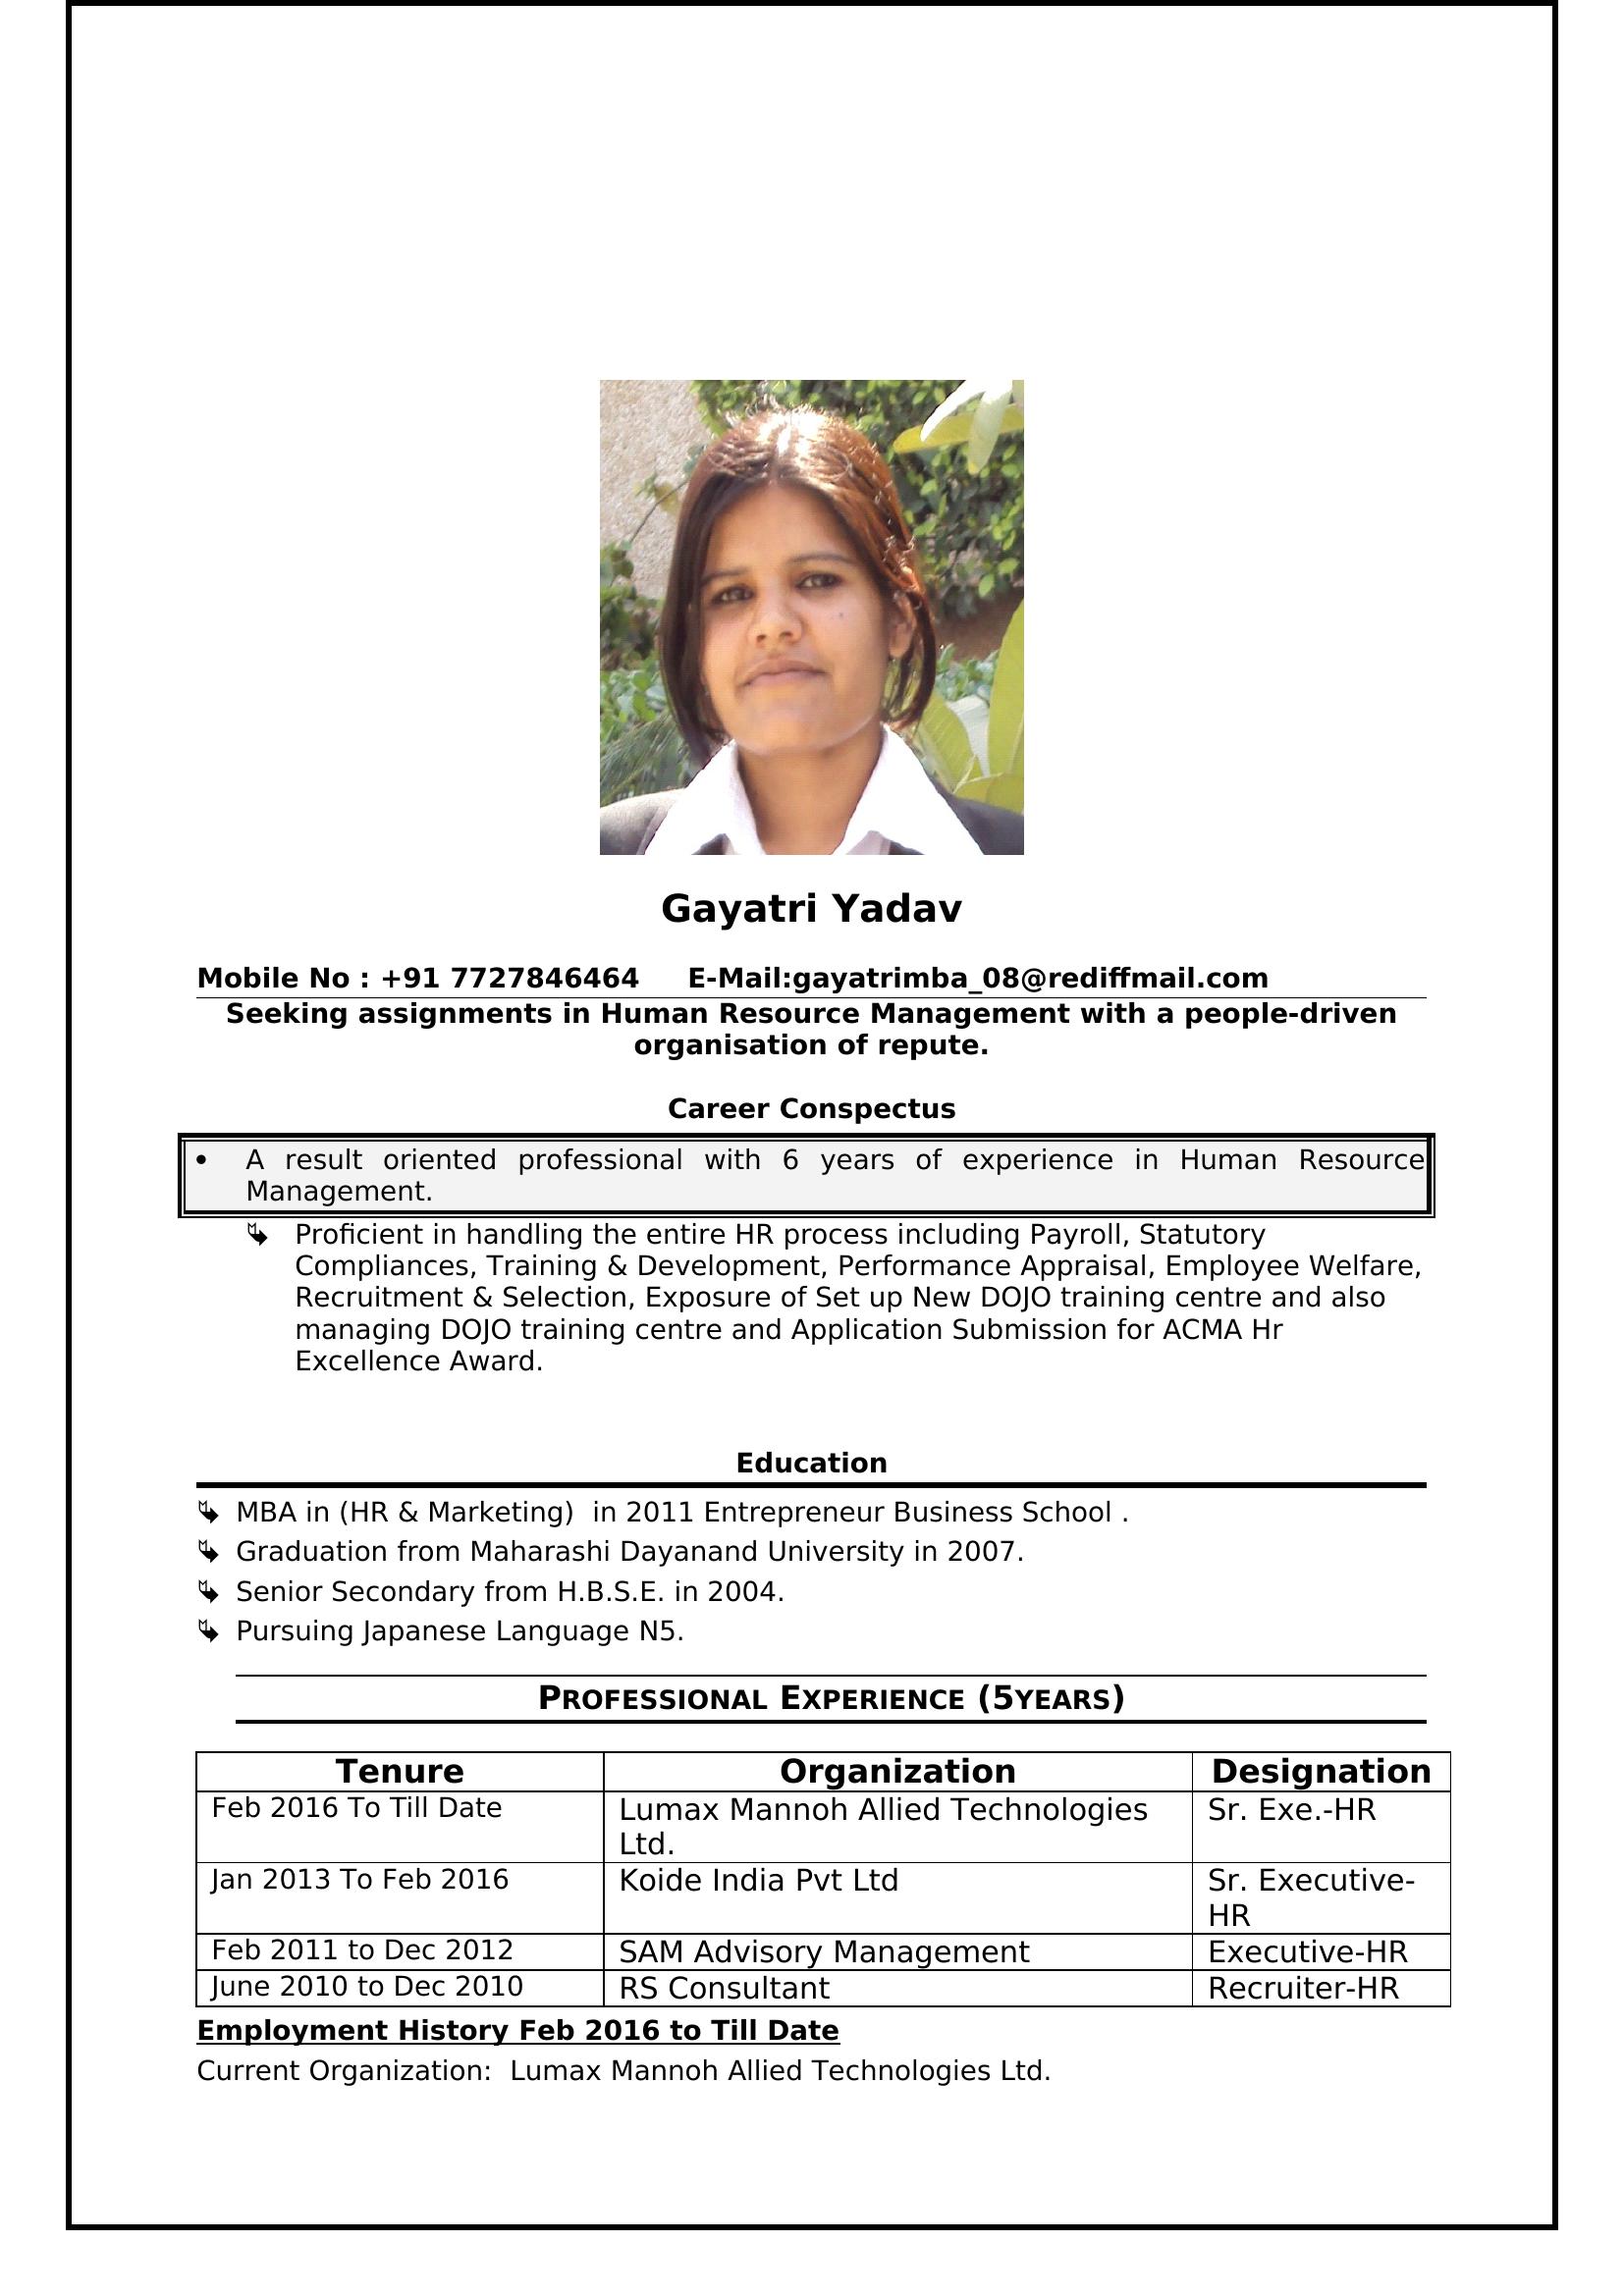 Gayatri Yadav
Mobile No : +91 7727846464 E-Mail:gayatrimba_08@rediffmail.com
Seeking assignments in Human Resource Management with a people-driven
organisation of repute.
Career Conspectus
• A result oriented professional with 6 years of experience in Human Resource
Management.
Proficient in handling the entire HR process including Payroll, Statutory
Compliances, Training & Development, Performance Appraisal, Employee Welfare,
Recruitment & Selection, Exposure of Set up New DOJO training centre and also
managing DOJO training centre and Application Submission for ACMA Hr
Excellence Award.
Education
MBA in (HR & Marketing) in 2011 Entrepreneur Business School .
Graduation from Maharashi Dayanand University in 2007.
Senior Secondary from H.B.S.E. in 2004.
Pursuing Japanese Language N5.
PROFESSIONAL EXPERIENCE (5YEARS)
Tenure Organization Designation
Feb 2016 To Till Date Lumax Mannoh Allied Technologies Sr. Exe.-HR
Ltd.
Jan 2013 To Feb 2016 Koide India Pvt Ltd Sr. Executive-
HR
Feb 2011 to Dec 2012 SAM Advisory Management Executive-HR
June 2010 to Dec 2010 RS Consultant Recruiter-HR
Employment History Feb 2016 to Till Date
Current Organization: Lumax Mannoh Allied Technologies Ltd.